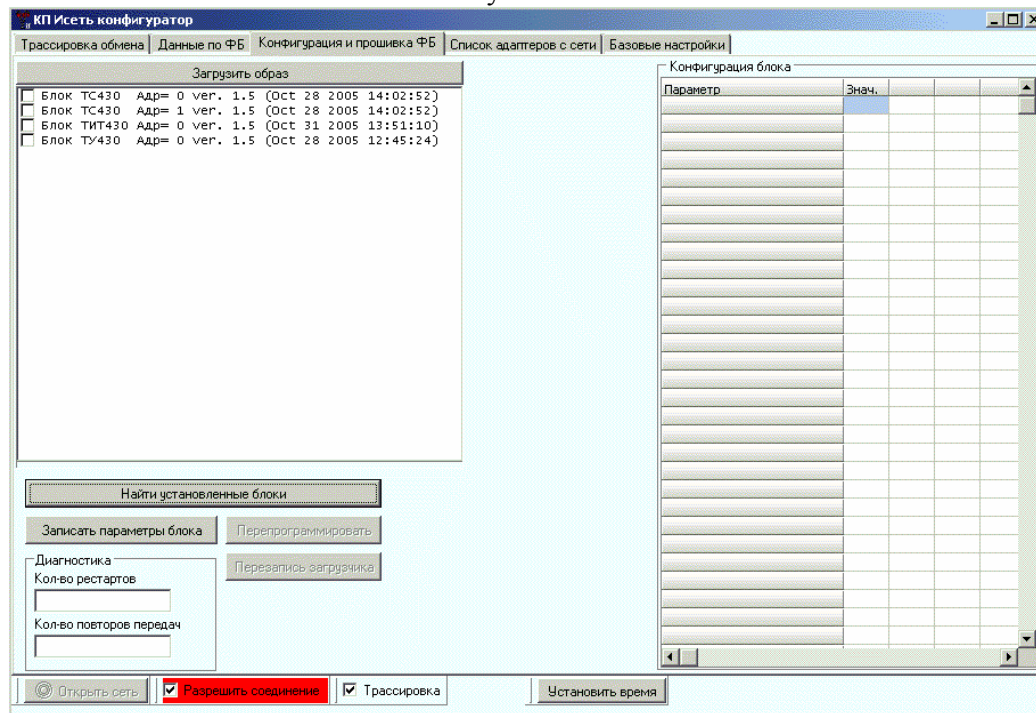 КП Исеть конфигуратор
Трассировка обмена Данные по ФБ Конфигурация и прошивка ФБ Список адаптеров с сети Базовые настройки
Загрузить образ
Блок ТС430 Адр= 0 ver. 1.5 (Oct 28 2005 14:02:52)
Блок ТС430 Адр= 1 ver. 1.5 (Oct 28 2005 14:02:52)
Блок ТИТ430 Адр= 0 ver. 1.5 (Oct 31 2005 13:51:10)
Блок ТУ430 Адр= 0 ver. 1.5 (Oct 28 2005 12:45:24)
Найти установленные блоки
Записать параметры блока Перепрограммировать
Перезапись загрузчика
Диагностика
Кол-во рестартов
Кол-во повторов передач
Конфигурация блока
Параметр Знач.
Открыть сеть Разрешить соединение Трассировка Установить время